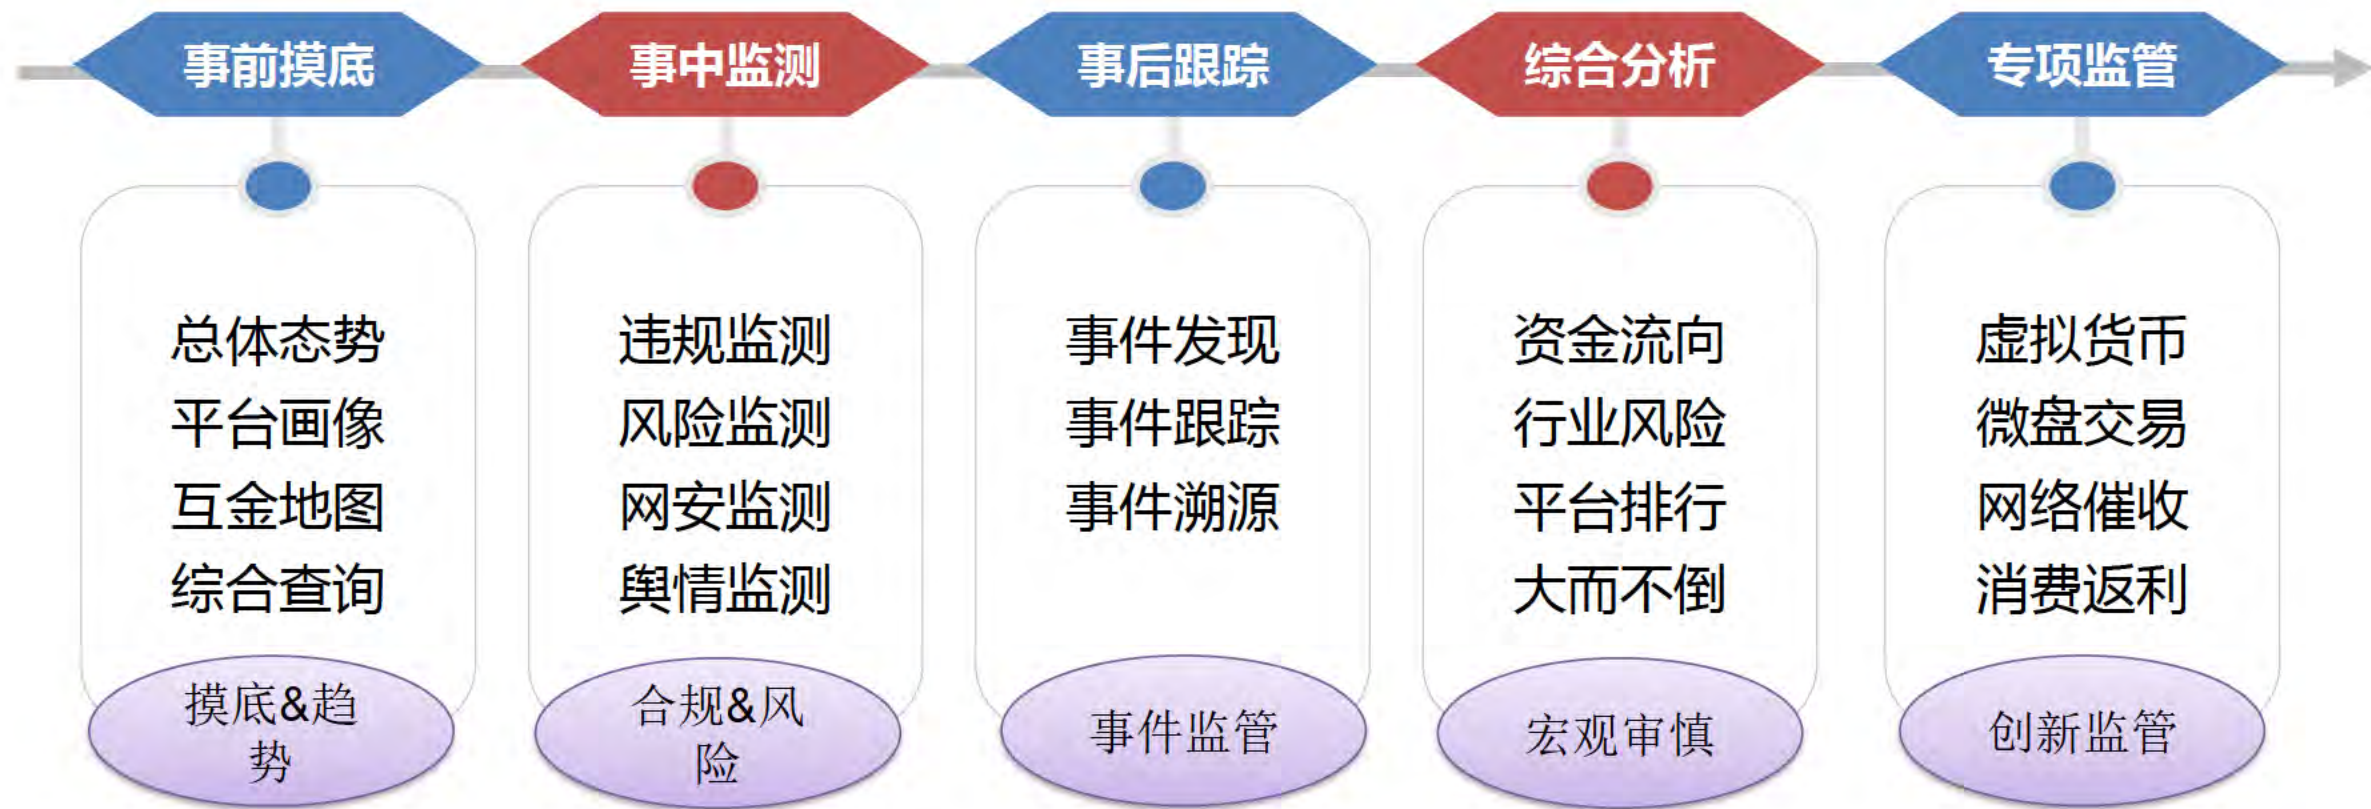 事前摸底
事中监测
事后跟踪
综合分析
专项监管
总体态势
平台画像
互金地图
综合查询
摸底&趋
势
违规监测
风险监测
网安监测
舆情监测
合规&风
险
事件发现
事件跟踪
事件溯源
事件监管
资金流向
行业风险
平台排行
大而不倒
宏观审慎
虚拟货币
微盘交易
网络催收
消费返利
创新监管